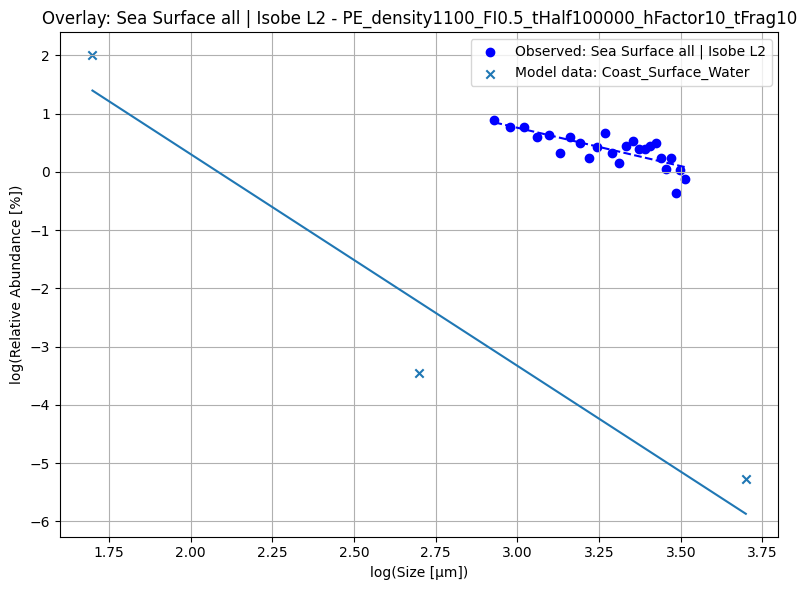 Overlay: Sea Surface all | Isobe L2 - PE_density1100_FI0.5_tHalf100000_hFactor10_tFrag10
Observed: Sea Surface all | Isobe L2
Model data: Coast_Surface_Water
log(Relative Abundance [%])
2
1
0
−1
−2
−3
−4
−5
−6
1.75 2.00 2.25 2.50 2.75 3.00 3.25 3.50 3.75
log(Size [µm])